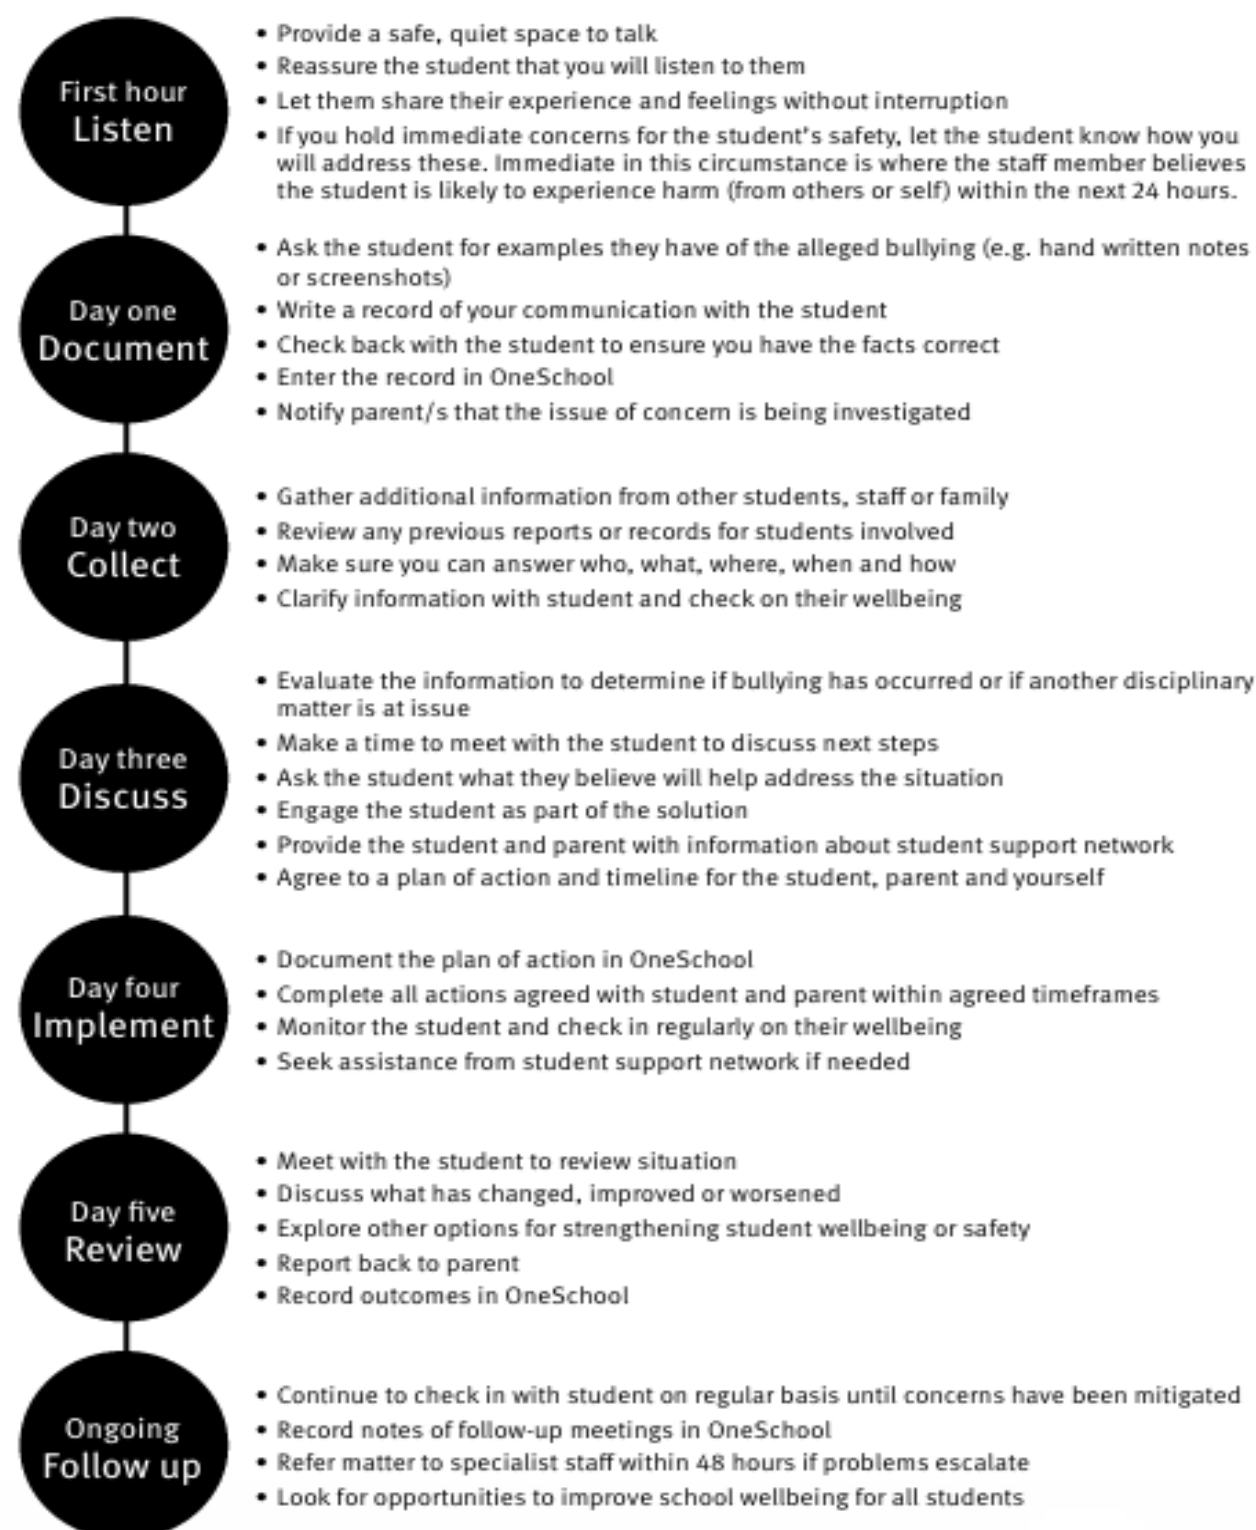 First hour
Listen
• Provide a safe, quiet space to talk
• Reassure the student that you will listen to them
• Let them share their experience and feelings without interruption
• If you hold immediate concerns for the student's safety, let the student know how you
will address these. Immediate in this circumstance is where the staff member believes
the student is likely to experience harm (from others or self) within the next 24 hours.
Day one
Document
• Ask the student for examples they have of the alleged bullying (e.g. hand written notes
or screenshots)
• Write a record of your communication with the student
• Check back with the student to ensure you have the facts correct
• Enter the record in OneSchool
• Notify parent/s that the issue of concern is being investigated
Day two
Collect
• Gather additional information from other students, staff or family
• Review any previous reports or records for students involved
• Make sure you can answer who, what, where, when and how
• Clarify information with student and check on their wellbeing
Day three
Discuss
• Evaluate the information to determine if bullying has occurred or if another disciplinary
matter is at issue
• Make a time to meet with the student to discuss next steps
• Ask the student what they believe will help address the situation
• Engage the student as part of the solution
• Provide the student and parent with information about student support network
• Agree to a plan of action and timeline for the student, parent and yourself
Day four
Implement
• Document the plan of action in OneSchool
• Complete all actions agreed with student and parent within agreed timeframes
• Monitor the student and check in regularly on their wellbeing
• Seek assistance from student support network if needed
Day five
Review
• Meet with the student to review situation
• Discuss what has changed, improved or worsened
• Explore other options for strengthening student wellbeing or safety
• Report back to parent
• Record outcomes in OneSchool
Ongoing
Follow up
• Continue to check in with student on regular basis until concerns have been mitigated
• Record notes of follow-up meetings in OneSchool
• Refer matter to specialist staff within 48 hours if problems escalate
• Look for opportunities to improve school wellbeing for all students